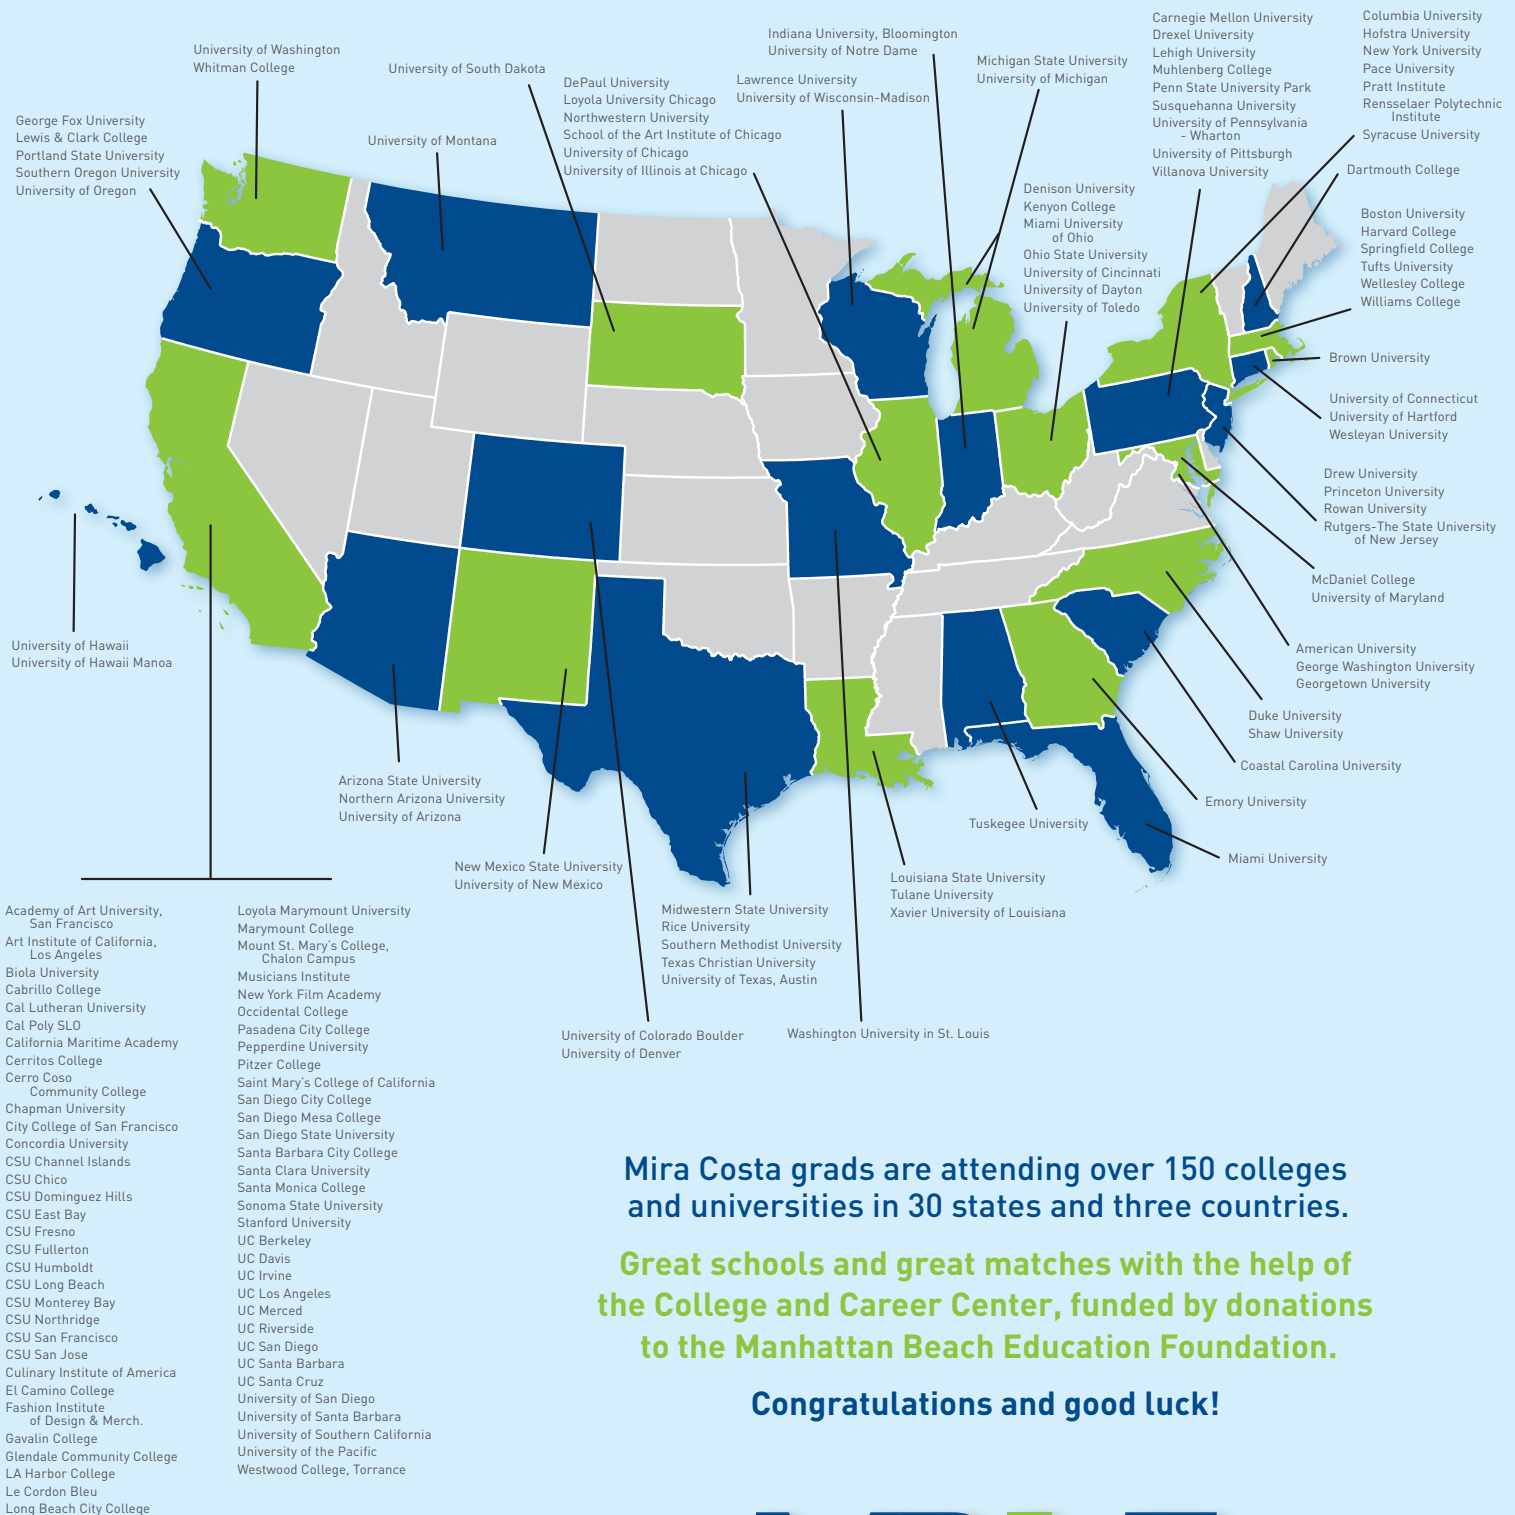 University of Washington
Whitman College
University of South Dakota
University of Montana
George Fox University
Lewis & Clark College
Portland State University
Southern Oregon University
University of Oregon
DePaul University
Loyola University Chicago
Northwestern University
School of the Art Institute of Chicago
University of Chicago
University of Illinois at Chicago
Indiana University, Bloomington
University of Notre Dame
Lawrence University
University of Wisconsin-Madison
Michigan State University
University of Michigan
Denison University
Kenyon College
Miami University
of Ohio
Ohio State University
University of Cincinnati
University of Dayton
University of Toledo
Carnegie Mellon University
Drexel University
Lehigh University
Muhlenberg College
Penn State University Park
Susquehanna University
University of Pennsylvania
- Wharton
University of Pittsburgh
Villanova University
Columbia University
Hofstra University
New York University
Pace University
Pratt Institute
Rensselaer Polytechnic
Institute
Syracuse University
Dartmouth College
Boston University
Harvard College
Springfield College
Tufts University
Wellesley College
Williams College
Brown University
University of Connecticut
University of Hartford
Wesleyan University
Drew University
Princeton University
Rowan University
Rutgers-The State University
of New Jersey
McDaniel College
University of Maryland
American University
George Washington University
Georgetown University
Duke University
Shaw University
Coastal Carolina University
Emory University
Miami University
Tuskegee University
Louisiana State University
Tulane University
Xavier University of Louisiana
Washington University in St. Louis
Midwestern State University
Rice University
Southern Methodist University
Texas Christian University
University of Texas, Austin
University of Colorado Boulder
University of Denver
New Mexico State University
University of New Mexico
Arizona State University
Northern Arizona University
University of Arizona
University of Hawaii
University of Hawaii Manoa
Academy of Art University,
San Francisco
Art Institute of California,
Los Angeles
Biola University
Cabrillo College
Cal Lutheran University
Cal Poly SLO
California Maritime Academy
Cerritos College
Cerro Coso
Community College
Chapman University
City College of San Francisco
Concordia University
CSU Channel Islands
CSU Chico
CSU Dominguez Hills
CSU East Bay
CSU Fresno
CSU Fullerton
CSU Humboldt
CSU Long Beach
CSU Monterey Bay
CSU Northridge
CSU San Francisco
CSU San Jose
Culinary Institute of America
El Camino College
Fashion Institute
of Design & Merch.
Gavalin College
Glendale Community College
LA Harbor College
Le Cordon Bleu
Long Beach City College
Loyola Marymount University
Marymount College
Mount St. Mary's College,
Chalon Campus
Musicians Institute
New York Film Academy
Occidental College
Pasadena City College
Pepperdine University
Pitzer College
Saint Mary's College of California
San Diego City College
San Diego Mesa College
San Diego State University
Santa Barbara City College
Santa Clara University
Santa Monica College
Sonoma State University
Stanford University
UC Berkeley
UC Davis
UC Irvine
UC Los Angeles
UC Merced
UC Riverside
UC San Diego
UC Santa Barbara
UC Santa Cruz
University of San Diego
University of Santa Barbara
University of Southern California
University of the Pacific
Westwood College, Torrance
Mira Costa grads are attending over 150 colleges
and universities in 30 states and three countries.
Great schools and great matches with the help of
the College and Career Center, funded by donations
to the Manhattan Beach Education Foundation.
Congratulations and good luck!